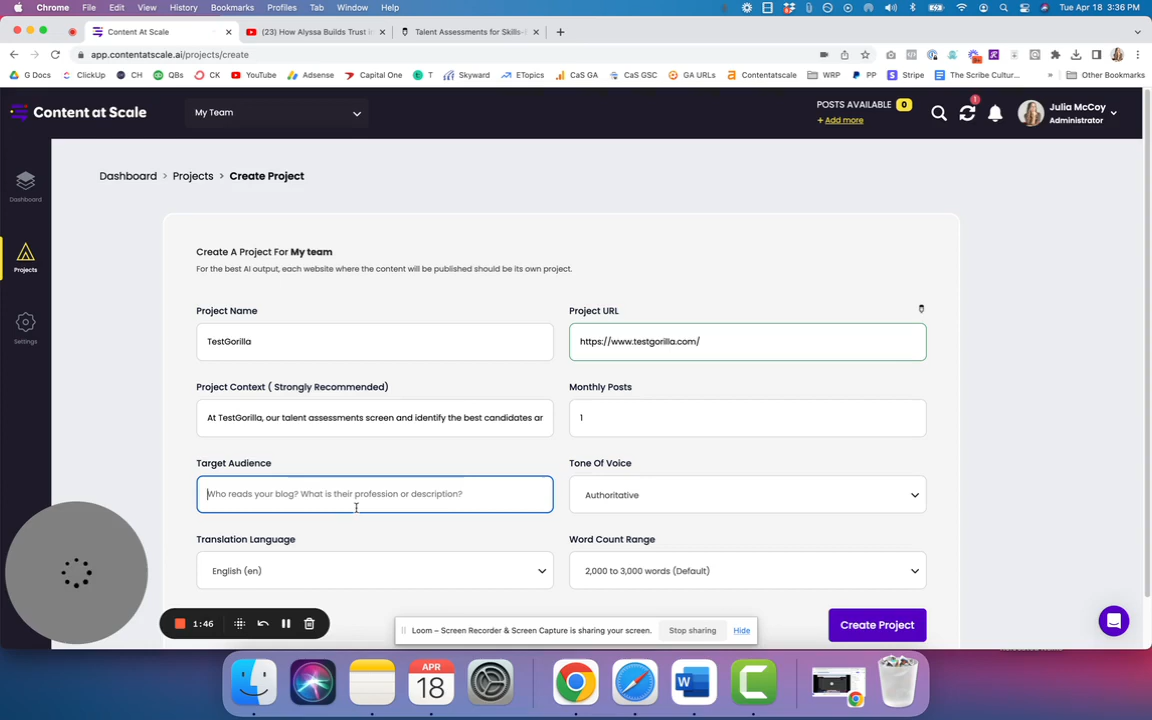 Chrome File Edit View History Bookmarks Profiles Tab Window Help
Tue Apr 18 3:36 PM
Content At Scale
(23) How Alyssa Builds Trust in
Talent Assessments for Skills-
app.contentatscale.ai/projects/create
G Docs
ClickUp
CH
QBs
CK
YouTube
Adsense
Capital One
T
Skyward
ETopics
CaS GA
CaS GSC
GA URLs
Contentatscale
WRP
PP
Stripe
The Scribe Cultur...
Other Bookmarks
Content at Scale
My Team
POSTS AVAILABLE 0
+ Add more
1
Julia McCoy
Administrator
Dashboard
Projects
Settings
Dashboard > Projects > Create Project
Create A Project For My team
For the best AI output, each website where the content will be published should be its own project.
Project Name
TestGorilla
Project URL
https://www.testgorilla.com/
Project Context ( Strongly Recommended)
At TestGorilla, our talent assessments screen and identify the best candidates ar
Monthly Posts
1
Target Audience
Who reads your blog? What is their profession or description?
Tone Of Voice
Authoritative
Translation Language
English (en)
Word Count Range
2,000 to 3,000 words (Default)
1:46
Loom – Screen Recorder & Screen Capture is sharing your screen.
Stop sharing
Hide
Create Project
APR
18